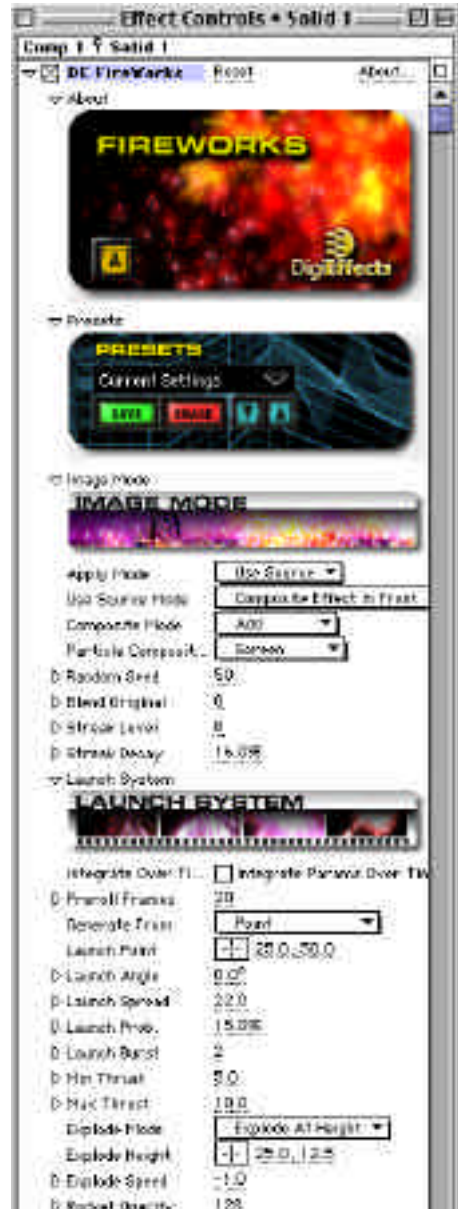 Effect Controls • Solid 1
Comp 1 • Solid 1
DE FireWorks Reset About...
About
FIREWORKS
DigiEffects
Presets
PRESETS
Current Settings
SAVE ERASE
Image Mode
IMAGE MODE
Apply Mode Use Source
Use Source Mode Composite Effect in Front
Composite Mode Add
Particle Composit... Screen
Random Seed 50
Blend Original 0
Streak Level
Streak Decay 15.0%
Launch System
LAUNCH SYSTEM
Integrate Over Ti... Integrate Params Over Tim
Preroll Frames 20
Generate From Point
Launch Point 25.0, 50.0
Launch Angle 0.0°
Launch Spread 22.0
Launch Prob. 15.0%
Launch Burst 2
Min Thrust 5.0
Max Thrust 10.0
Explode Mode Explode At Height
Explode Height 25.0, 12.5
Explode Speed -1.0
Rocket Opacity 128